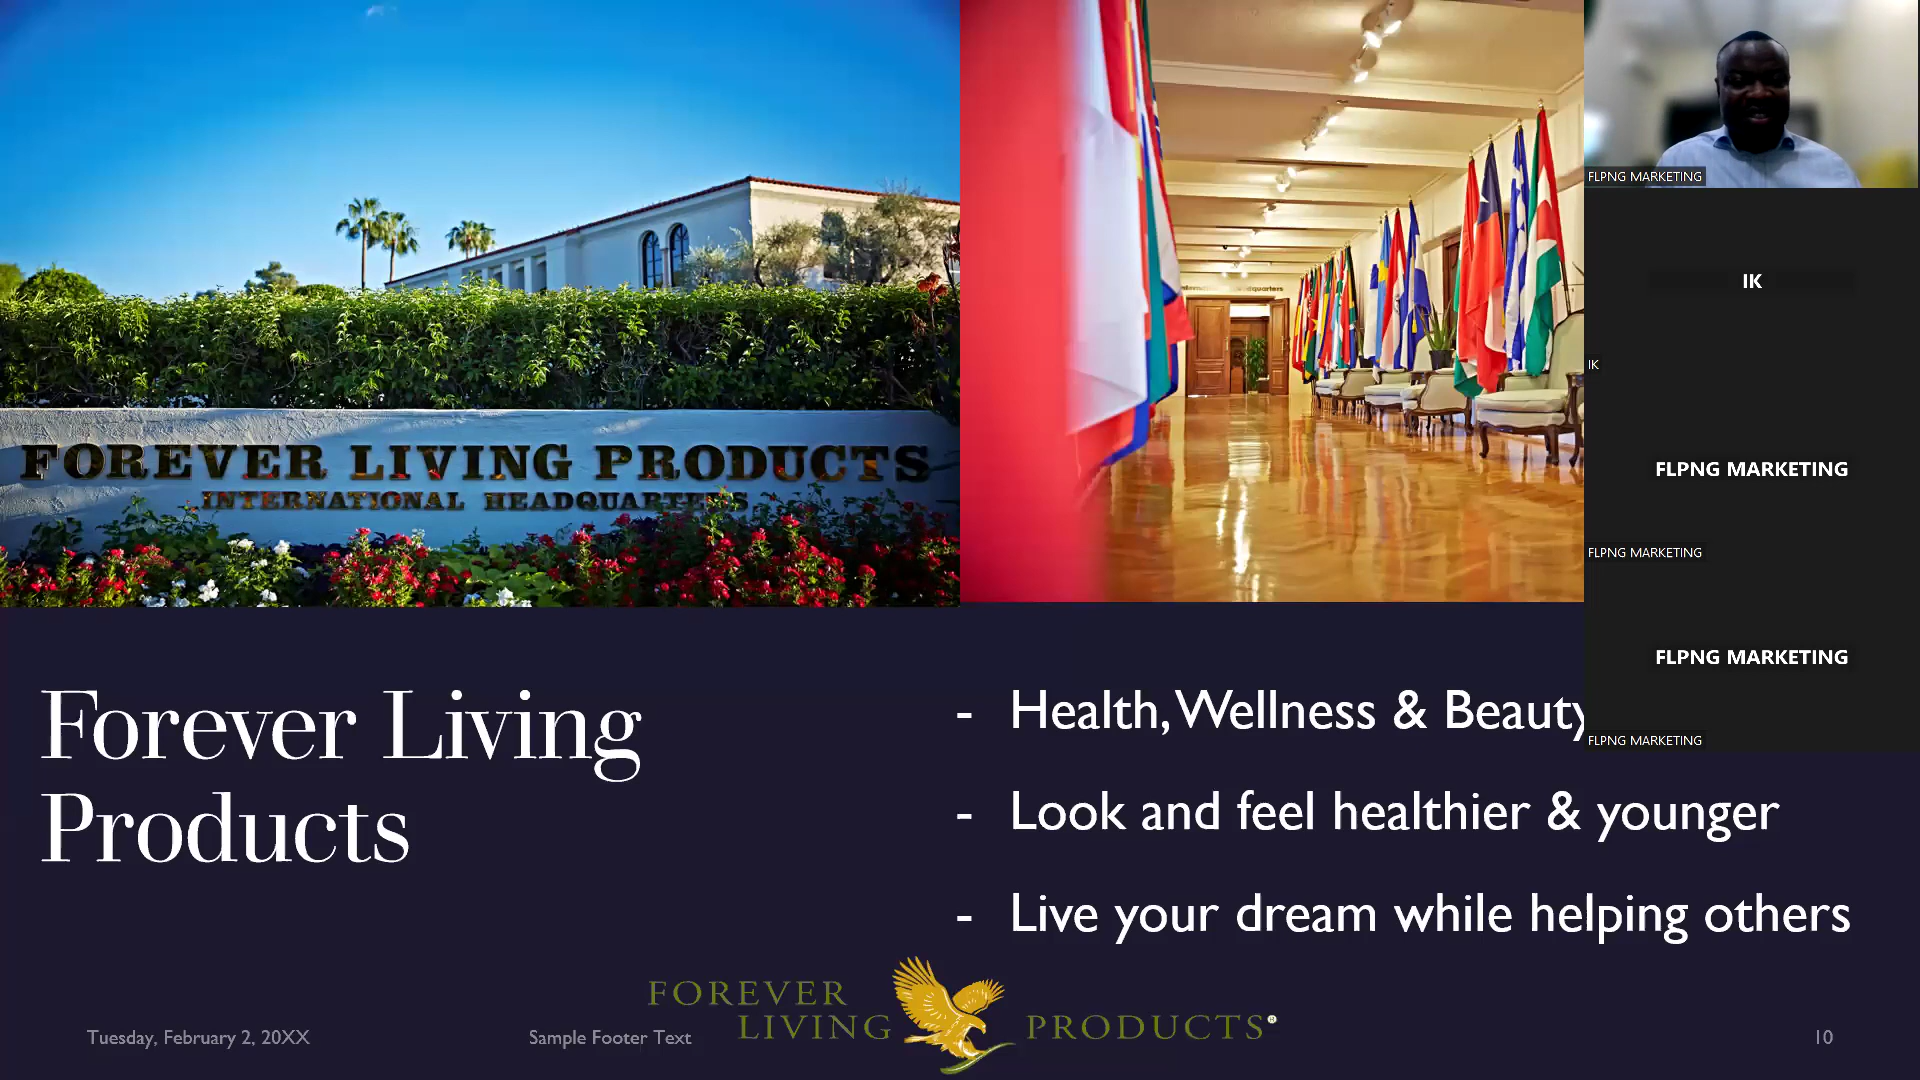 FOREVER LIVING PRODUCTS
INTERNATIONAL HEADQUARTERS
FLPNG MARKETING
IK
IK
FLPNG MARKETING
FLPNG MARKETING
FLPNG MARKETING
FLPNG MARKETING
Forever Living
Products
- Health, Wellness & Beauty
- Look and feel healthier & younger
- Live your dream while helping others
FOREVER
LIVING PRODUCTS®
Tuesday, February 2, 20XX
Sample Footer Text
10